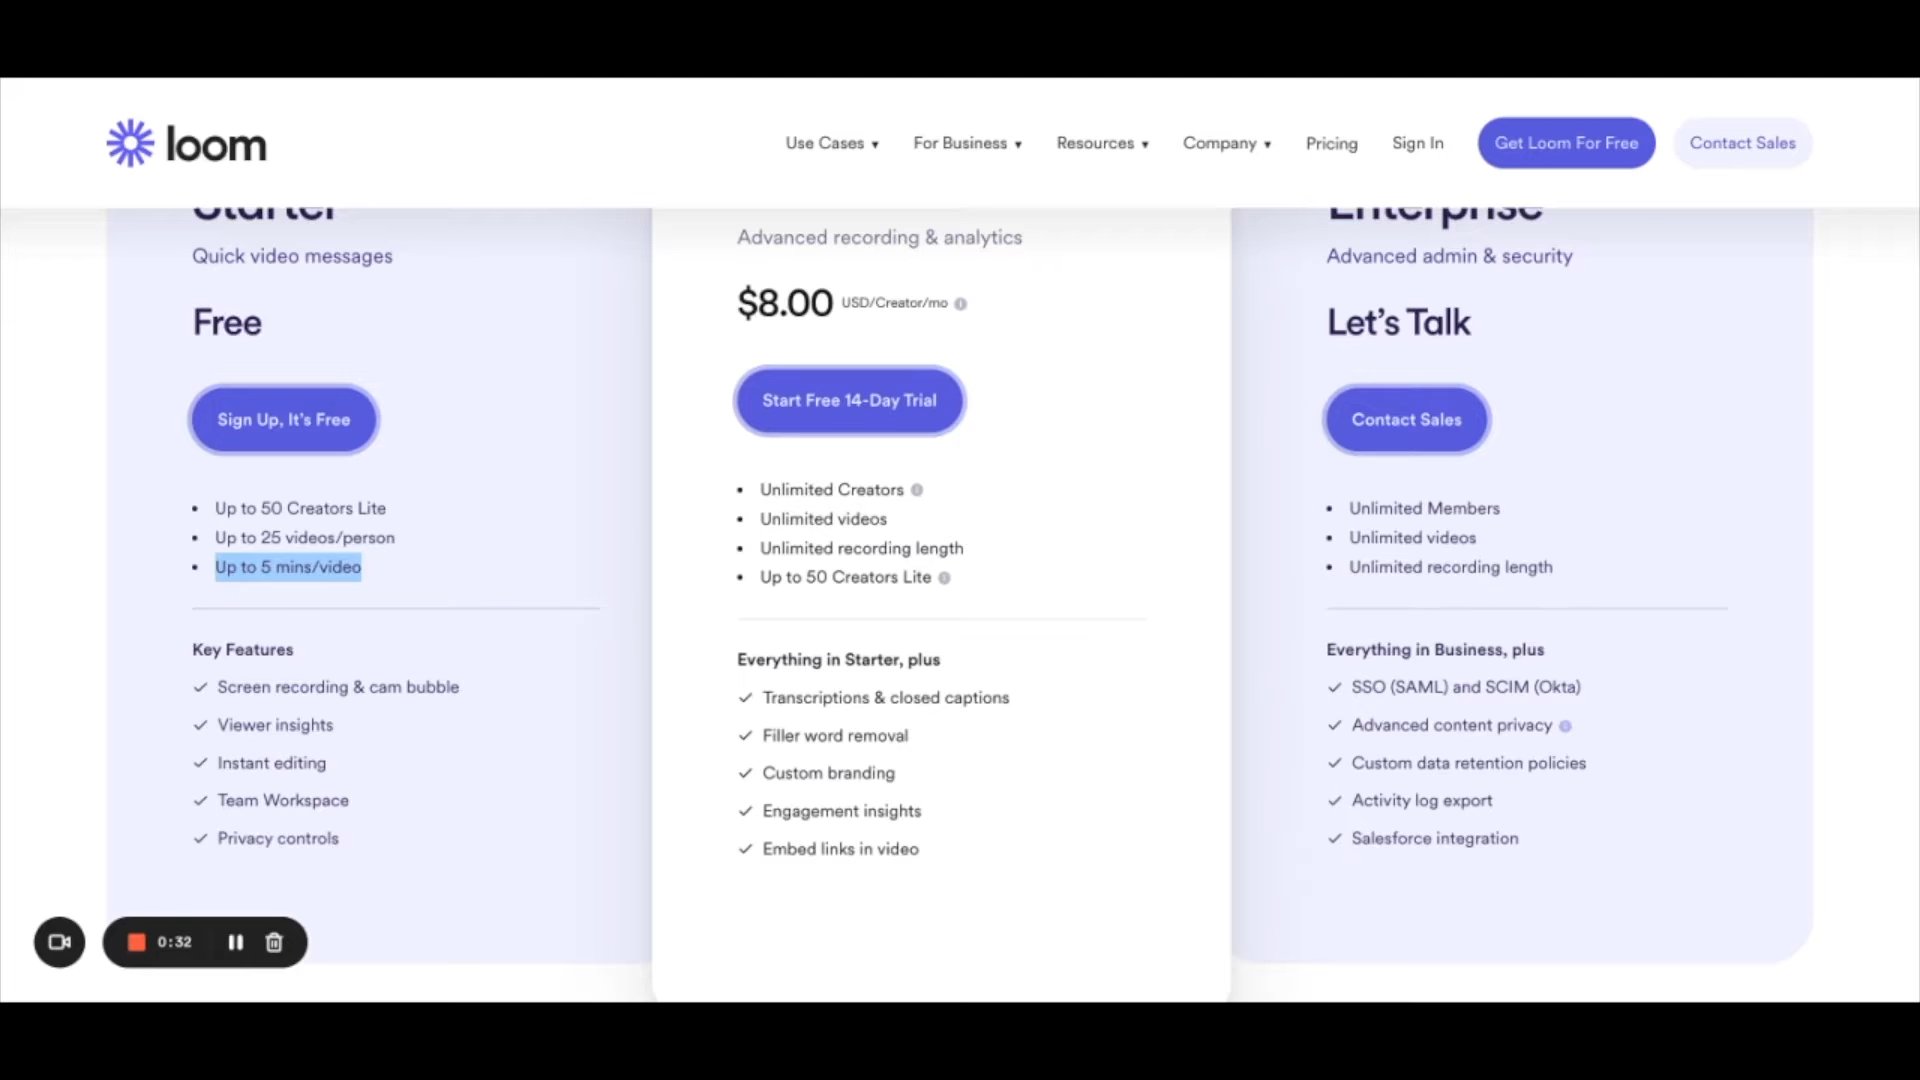 loom
Use Cases ▾
For Business ▾
Resources ▾
Company ▾
Pricing
Sign In
Get Loom For Free
Contact Sales
Starter
Quick video messages
Free
Sign Up, It's Free
• Up to 50 Creators Lite
• Up to 25 videos/person
• Up to 5 mins/video
Key Features
✓ Screen recording & cam bubble
✓ Viewer insights
✓ Instant editing
✓ Team Workspace
✓ Privacy controls
Advanced recording & analytics
$8.00 USD/Creator/mo
Start Free 14-Day Trial
• Unlimited Creators
• Unlimited videos
• Unlimited recording length
• Up to 50 Creators Lite
Everything in Starter, plus
✓ Transcriptions & closed captions
✓ Filler word removal
✓ Custom branding
✓ Engagement insights
✓ Embed links in video
Enterprise
Advanced admin & security
Let's Talk
Contact Sales
• Unlimited Members
• Unlimited videos
• Unlimited recording length
Everything in Business, plus
✓ SSO (SAML) and SCIM (Okta)
✓ Advanced content privacy
✓ Custom data retention policies
✓ Activity log export
✓ Salesforce integration
0:32